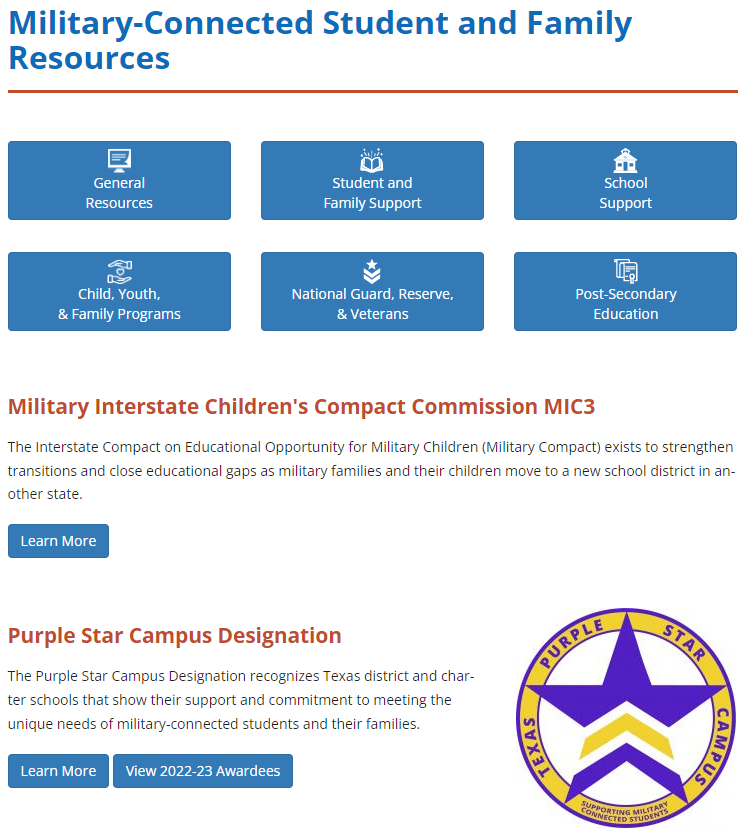 Military-Connected Student and Family
Resources
General
Resources
Student and
Family Support
School
Support
Child, Youth,
& Family Programs
National Guard, Reserve,
& Veterans
Post-Secondary
Education
Military Interstate Children's Compact Commission MIC3
The Interstate Compact on Educational Opportunity for Military Children (Military Compact) exists to strengthen
transitions and close educational gaps as military families and their children move to a new school district in an-
other state.
Learn More
Purple Star Campus Designation
The Purple Star Campus Designation recognizes Texas district and char-
ter schools that show their support and commitment to meeting the
unique needs of military-connected students and their families.
Learn More
View 2022-23 Awardees
TEXAS PURPLE STAR CAMPUS
SUPPORTING MILITARY
CONNECTED STUDENTS